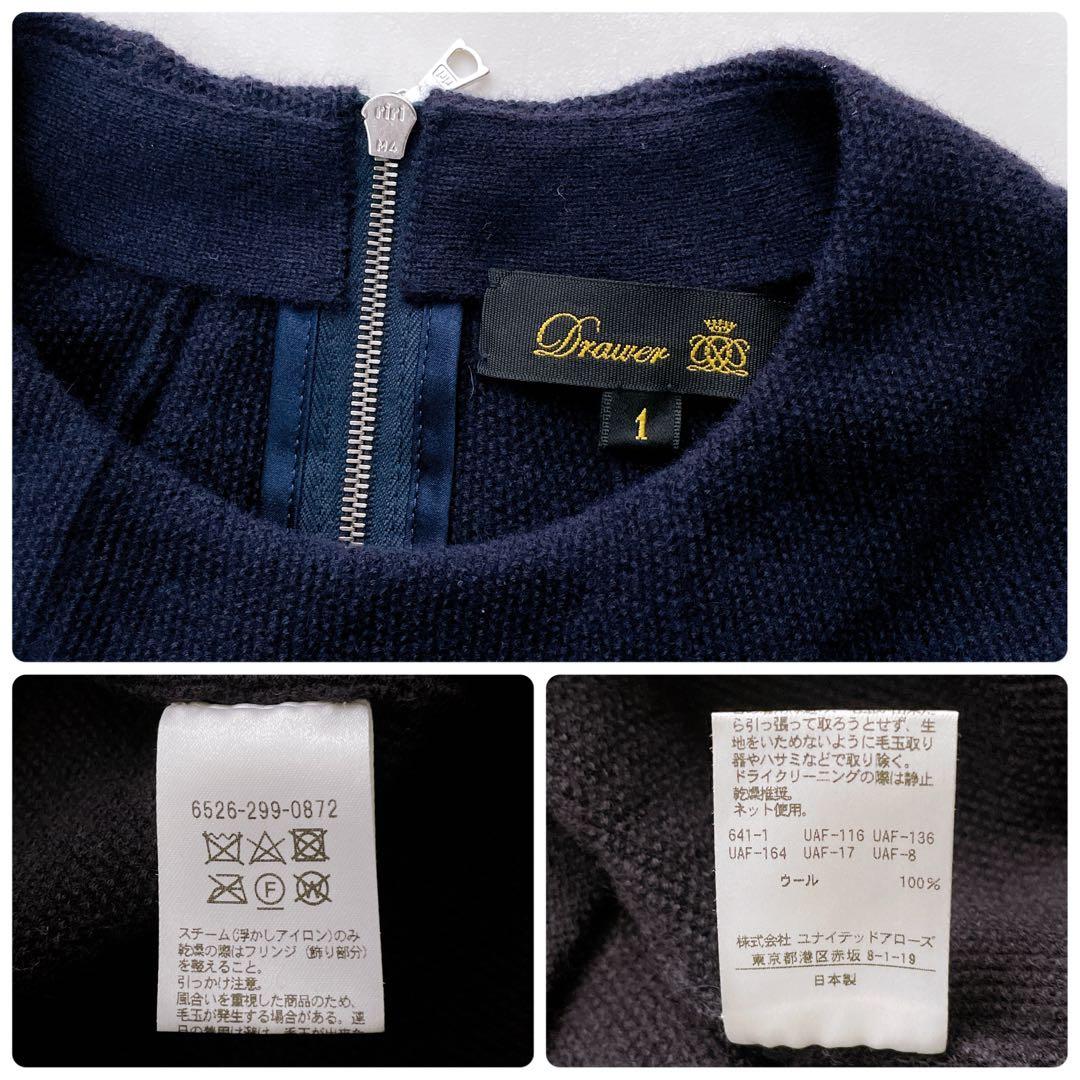 riri
M4
riri
Drawer
1
6526-299-0872
F
W
スチーム(浮かしアイロン)のみ
乾燥の際はフリンジ(飾り部分)
を整えること。
引っかけ注意。
風合いを重視した商品のため、
毛玉が発生する場合がある。連
ら引っ張って取ろうとせず、生
地をいためないように毛玉取り
器やハサミなどで取り除く。
ドライクリーニングの際は静止
乾燥推奨。
ネット使用。
641-1 UAF-116 UAF-136
UAF-164 UAF-17 UAF-8
ウール 100%
株式会社 ユナイテッドアローズ
東京都港区赤坂 8-1-19
日本製